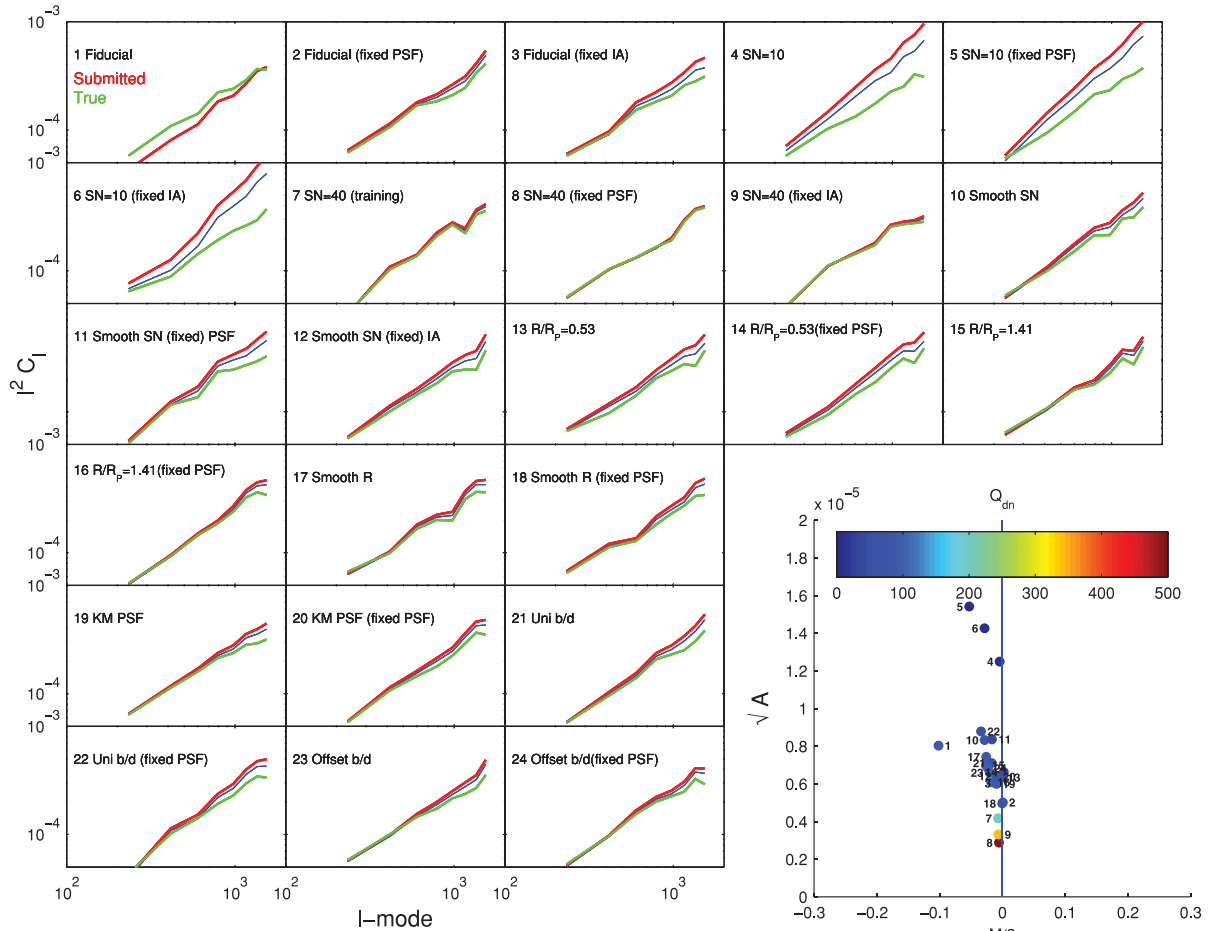 10⁻³
1 Fiducial
Submitted
True
2 Fiducial (fixed PSF)
3 Fiducial (fixed IA)
4 SN=10
5 SN=10 (fixed PSF)
10⁻⁴
10⁻³
6 SN=10 (fixed IA)
7 SN=40 (training)
8 SN=40 (fixed PSF)
9 SN=40 (fixed IA)
10 Smooth SN
10⁻⁴
11 Smooth SN (fixed) PSF
12 Smooth SN (fixed) IA
13 R/R_P=0.53
14 R/R_P=0.53(fixed PSF)
15 R/R_P=1.41
l² C_l
10⁻³
16 R/R_P=1.41(fixed PSF)
17 Smooth R
18 Smooth R (fixed PSF)
10⁻⁴
10⁻³
19 KM PSF
20 KM PSF (fixed PSF)
21 Uni b/d
10⁻⁴
10⁻³
22 Uni b/d (fixed PSF)
23 Offset b/d
24 Offset b/d(fixed PSF)
10⁻⁴
10² 10³ 10² 10³ 10² 10³ 10²
l−mode
x 10⁻⁵
Q_dn
2
1.8
0 100 200 300 400 500
1.6
1.4
1.2
1
0.8
0.6
0.4
0.2
0
√ A
5
6
4
22
10
11
1
17
23
13
3
19
18
2
7
9
8
−0.3 −0.2 −0.1 0 0.1 0.2 0.3